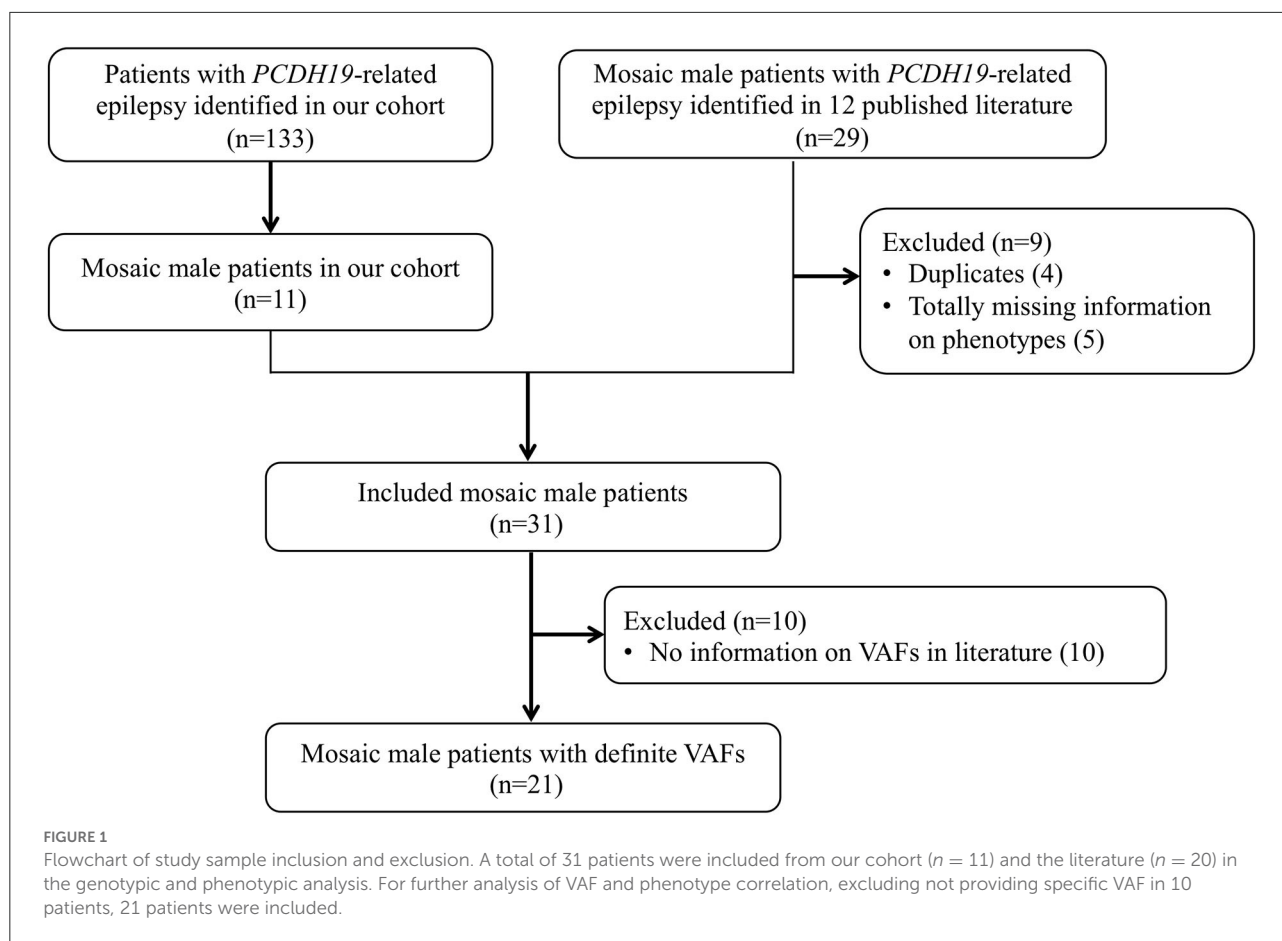 Patients with PCDH19-related
epilepsy identified in our cohort
(n=133)
Mosaic male patients with PCDH19-related
epilepsy identified in 12 published literature
(n=29)
Mosaic male patients in our cohort
(n=11)
Excluded (n=9)
• Duplicates (4)
• Totally missing information
on phenotypes (5)
Included mosaic male patients
(n=31)
Excluded (n=10)
• No information on VAFs in literature (10)
Mosaic male patients with definite VAFs
(n=21)
FIGURE 1
Flowchart of study sample inclusion and exclusion. A total of 31 patients were included from our cohort (n = 11) and the literature (n = 20) in
the genotypic and phenotypic analysis. For further analysis of VAF and phenotype correlation, excluding not providing specific VAF in 10
patients, 21 patients were included.